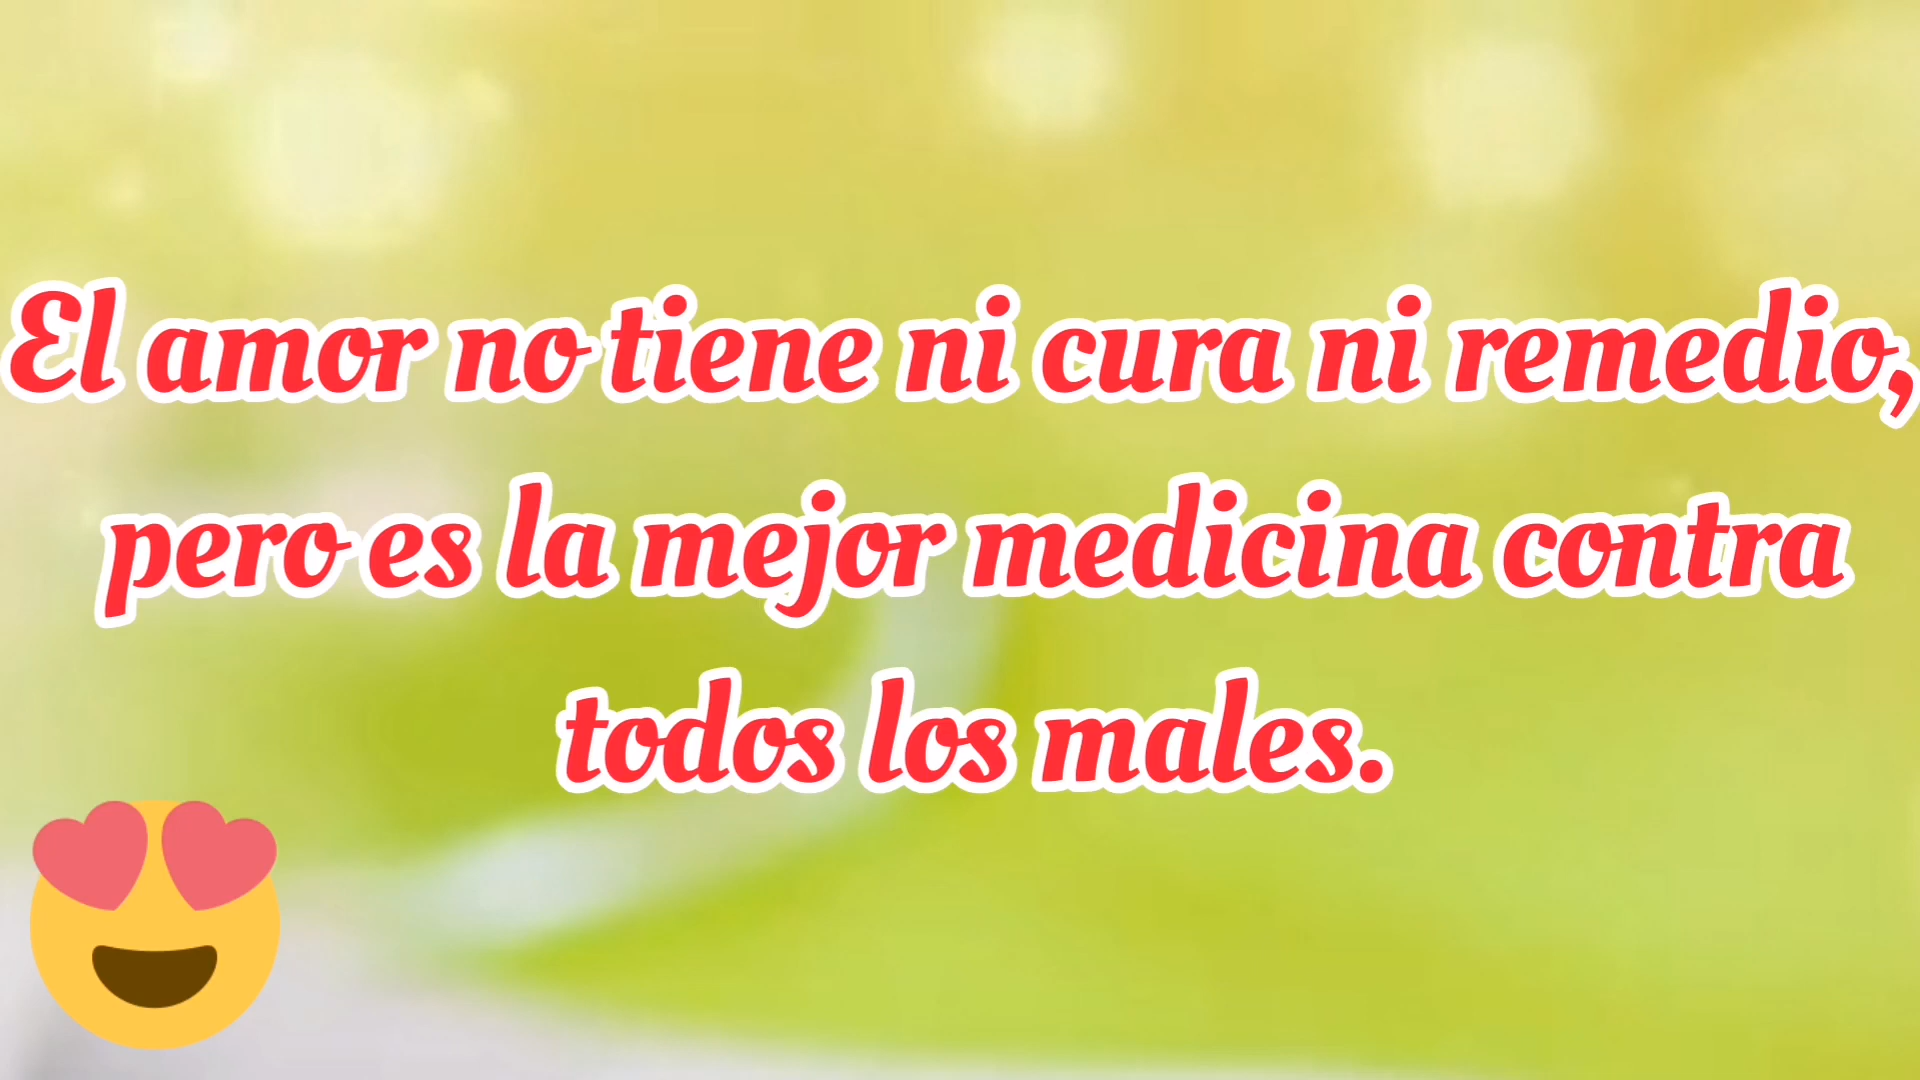 El amor no tiene ni cura ni remedio,
pero es la mejor medicina contra
todos los males.